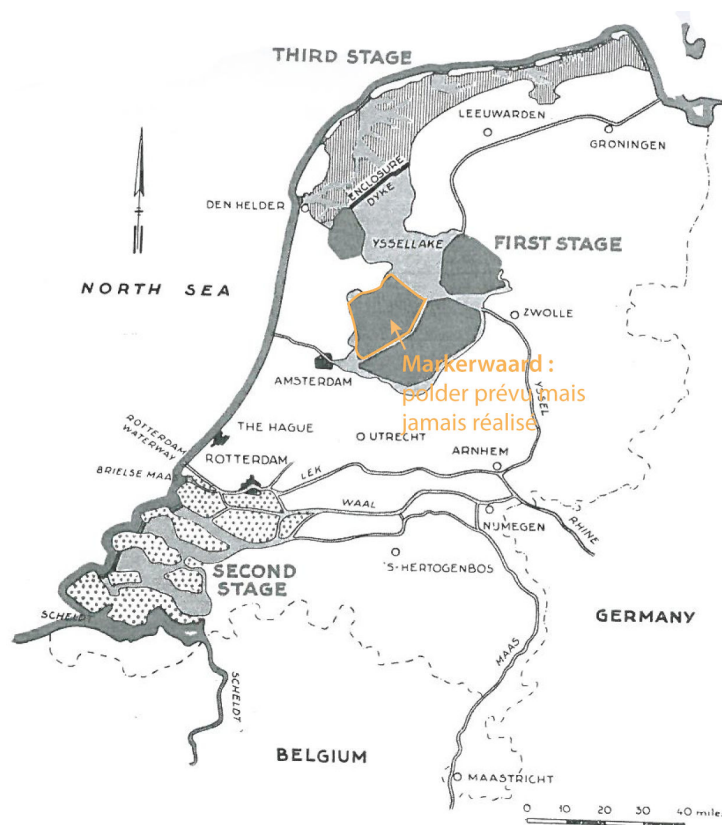 THIRD STAGE
LEEUWARDEN
GRONINGEN
ENCLOSURE
DYKE
DEN HELDER
YSSELLAKE
FIRST STAGE
NORTH SEA
ZWOLLE
Markerwaard :
polder prévu mais
jamais réalisé
AMSTERDAM
YSEL
THE HAGUE
UTRECHT
ROTTERDAM
WATERWAY
ROTTERDAM
ARNHEM
LEK
BRIELSE MAAS
WAAL
NIJMEGEN
RHINE
'S-HERTOGENBOS
SECOND
STAGE
SCHELDT
GERMANY
MAAS
SCHELDT
BELGIUM
MAASTRICHT
0 10 20 30 40 miles